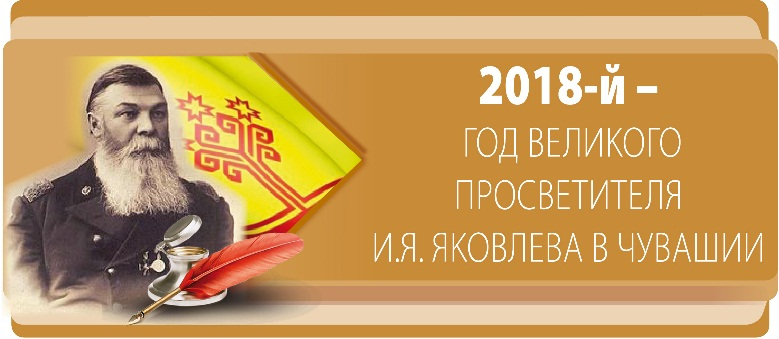 2018-й –
ГОД ВЕЛИКОГО
ПРОСВЕТИТЕЛЯ
И.Я. ЯКОВЛЕВА В ЧУВАШИИ